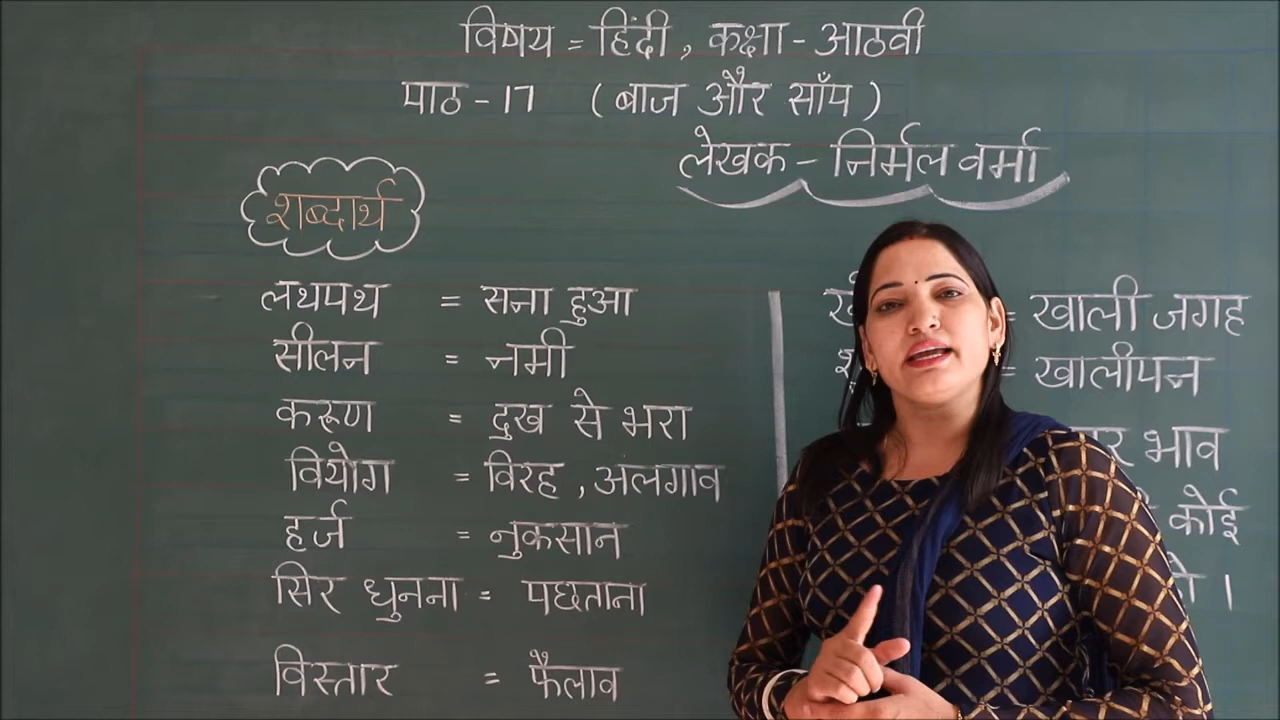 विषय = हिंदी, कक्षा - आठवी
पाठ - 17 (बाज और साँप)
लेखक - निर्मल वर्मा
शब्दार्थ
लथपथ = सना हुआ
सीलन = नमी
करूण = दुख से भरा
वियोग = विरह, अलगाव
हर्ज = नुकसान
सिर धुनना = पछताना
विस्तार = फैलाव
= खाली जगह
= खालीपन
भाव
कोई